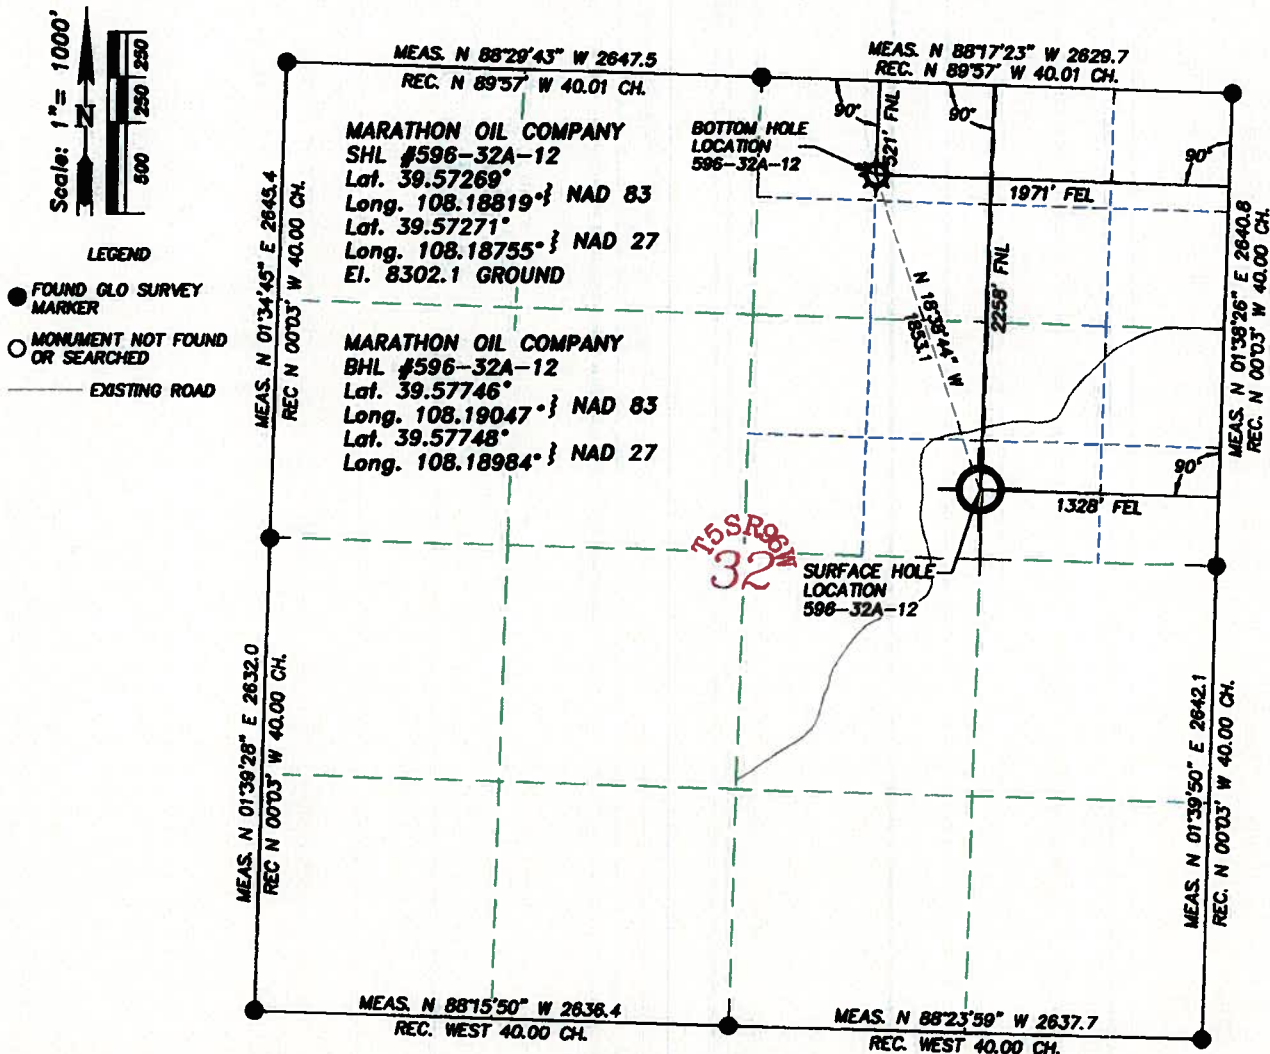 Scale: 1"= 1000'
N
500 250 250
LEGEND
FOUND GLO SURVEY
MARKER
MONUMENT NOT FOUND
OR SEARCHED
EXISTING ROAD
MEAS. N 88°29'43" W 2647.5
REC. N 89°57' W 40.01 CH.
MEAS. N 88°17'23" W 2629.7
REC. N 89°57' W 40.01 CH.
MARATHON OIL COMPANY
SHL #596-32A-12
Lat. 39.57269°
Long. 108.18819° } NAD 83
Lat. 39.57271°
Long. 108.18755° } NAD 27
El. 8302.1 GROUND
MARATHON OIL COMPANY
BHL #596-32A-12
Lat. 39.57746°
Long. 108.19047° } NAD 83
Lat. 39.57748°
Long. 108.18984° } NAD 27
BOTTOM HOLE
LOCATION
596-32A-12
90°
521' FNL
90°
90°
1971' FEL
2258' FNL
N 18°38'44" W
1853.1
90°
1328' FEL
SURFACE HOLE
LOCATION
596-32A-12
T5SR96W
32
MEAS. N 01°34'45" E 2645.4
REC N 00°03' W 40.00 CH.
MEAS. N 01°38'26" E 2640.8
REC. N 00°03' W 40.00 CH.
MEAS. N 01°39'28" E 2632.0
REC N 00°03' W 40.00 CH.
MEAS. N 01°39'50" E 2642.1
REC. N 00°03' W 40.00 CH.
MEAS. N 88°15'50" W 2636.4
REC. WEST 40.00 CH.
MEAS. N 88°23'59" W 2637.7
REC. WEST 40.00 CH.